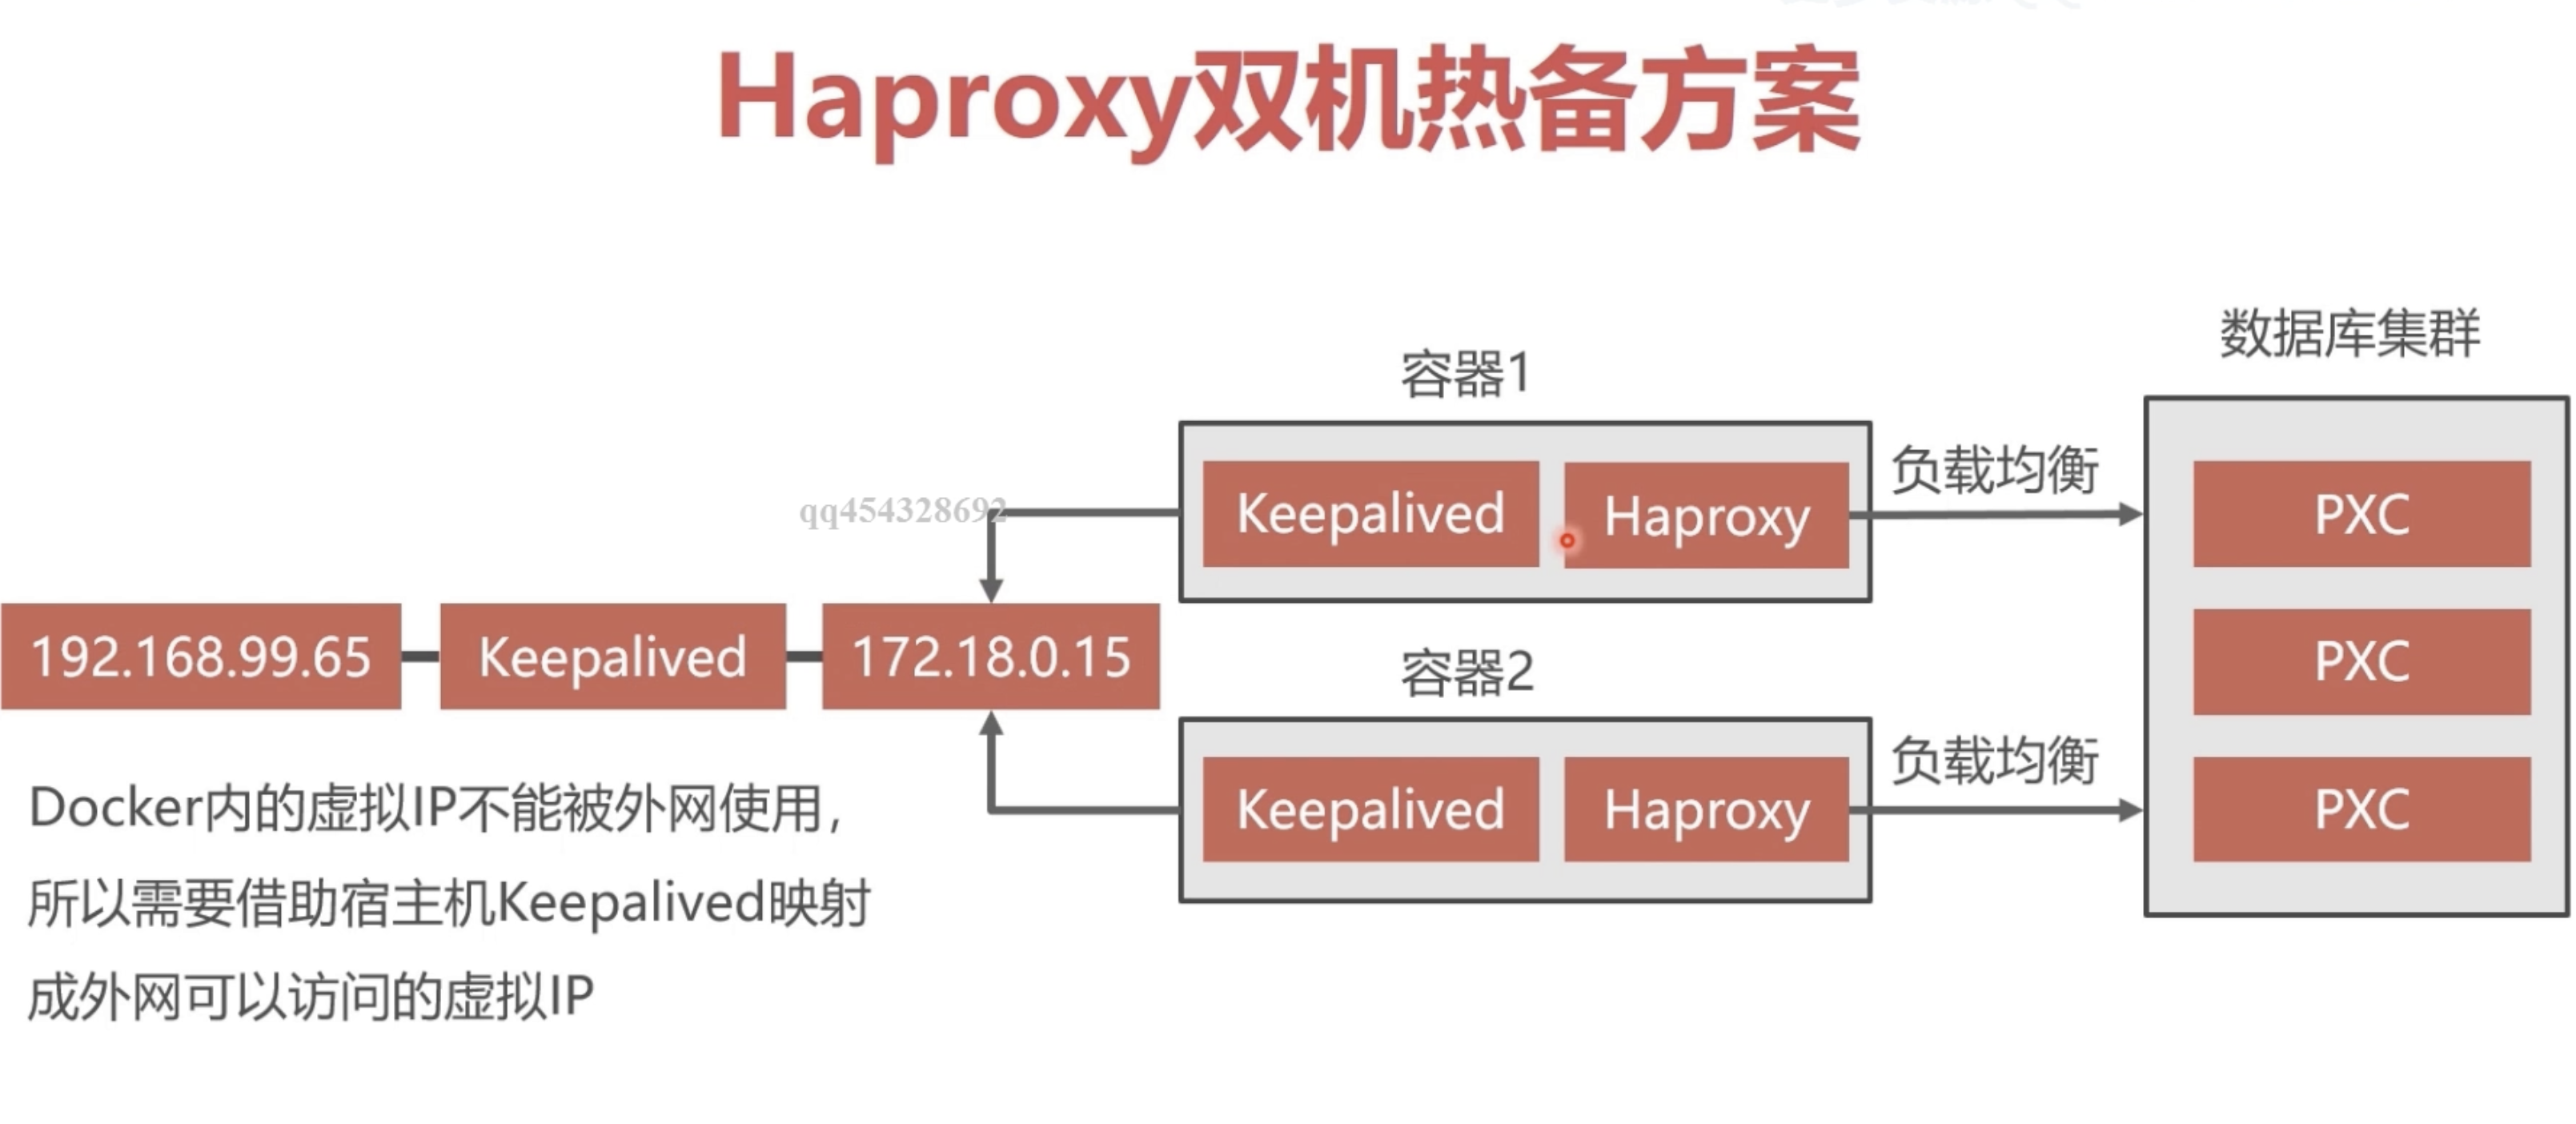 Haproxy双机热备方案
数据库集群
容器1
Keepalived
Haproxy
负载均衡
PXC
qq454328692
192.168.99.65
Keepalived
172.18.0.15
PXC
容器2
Keepalived
Haproxy
负载均衡
PXC
Docker内的虚拟IP不能被外网使用，
所以需要借助宿主机Keepalived映射
成外网可以访问的虚拟IP